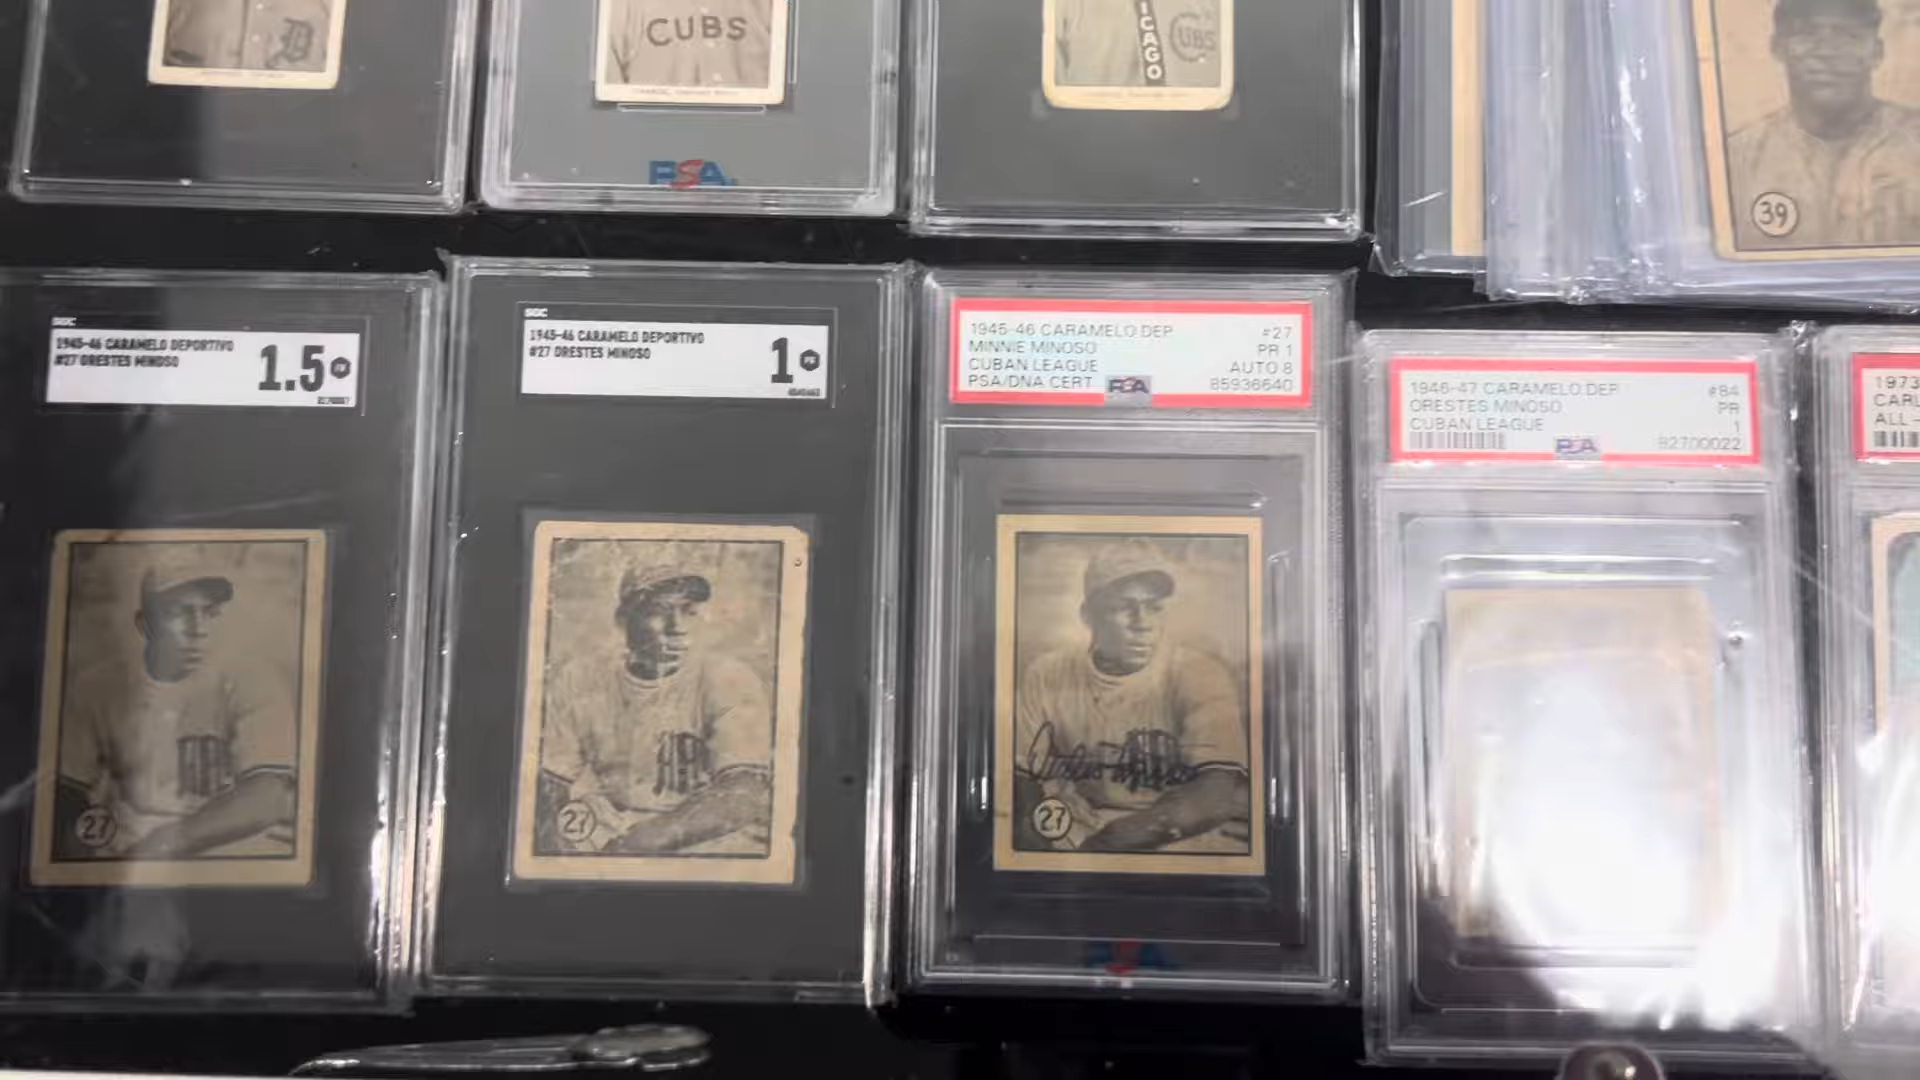 D
CUBS
CHICAGO
CUBS
PSA
39
SGC
1945-46 CARAMELO DEPORTIVO
#27 ORESTES MINOSO
1.5
SGC
1945-46 CARAMELO DEPORTIVO
#27 ORESTES MINOSO
1
1945-46 CARAMELO DEP #27
MINNIE MINOSO PR 1
CUBAN LEAGUE AUTO 8
PSA/DNA CERT PSA 85936640
1946-47 CARAMELO DEP #84
ORESTES MINOSO PR
CUBAN LEAGUE 1
PSA 82700022
1973
ALL-
27
27
27
PSA